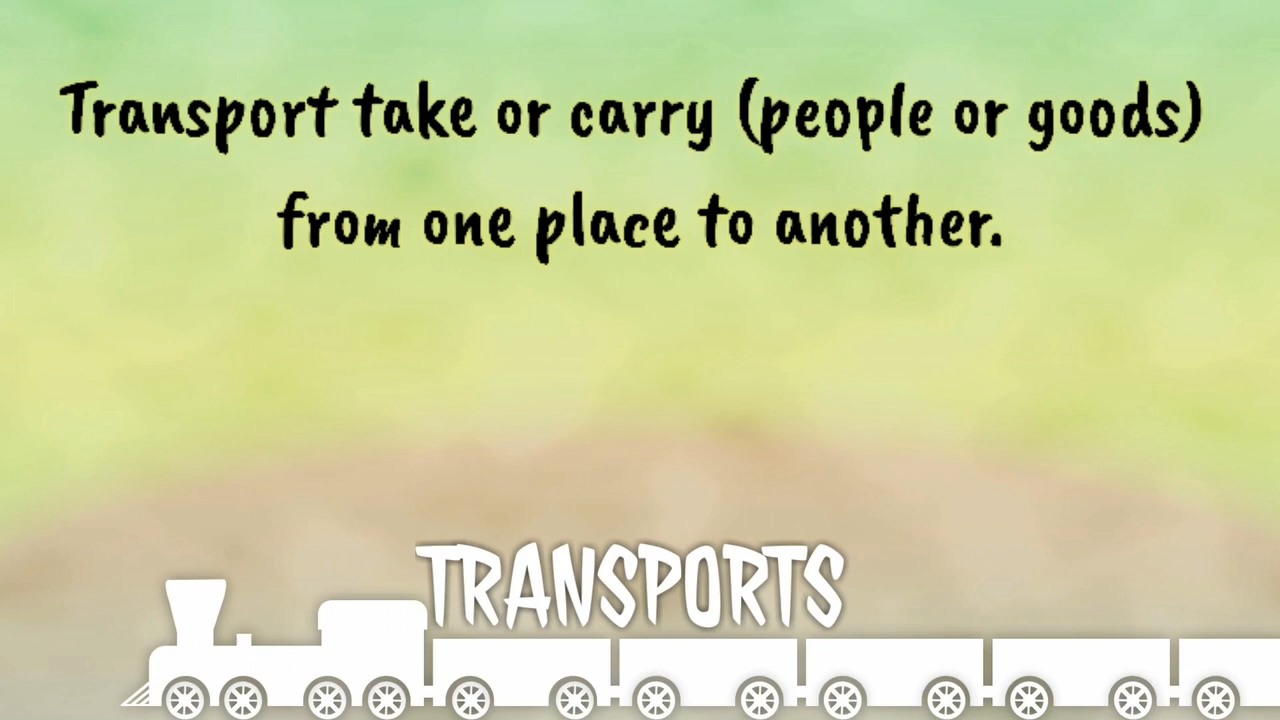 Transport take or carry (people or goods)
from one place to another.
TRANSPORTS